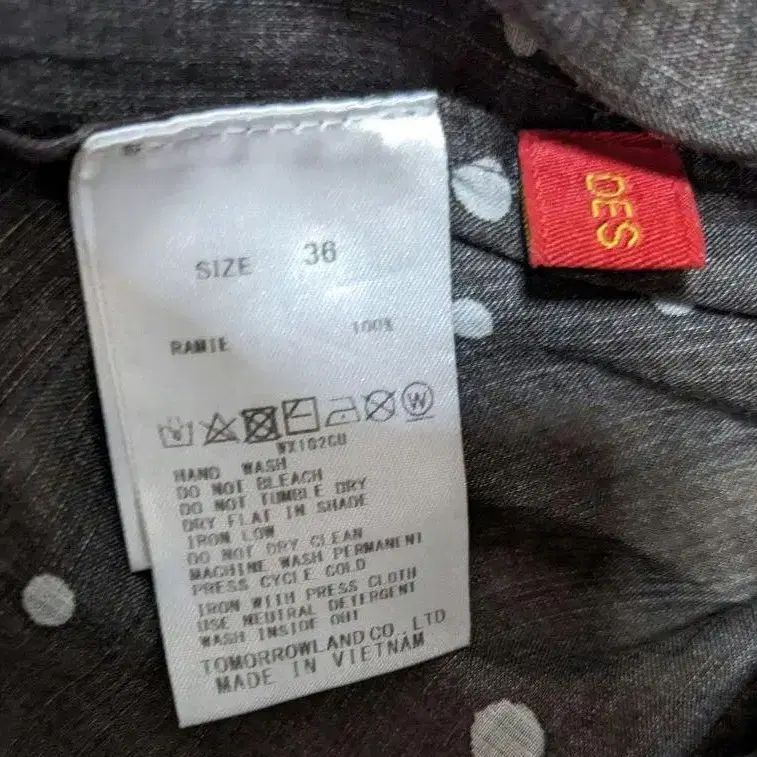 SIZE 36
RAMIE 100%
W
WX102CU
HAND WASH
DO NOT BLEACH
DO NOT TUMBLE DRY
DRY FLAT IN SHADE
IRON LOW
DO NOT DRY CLEAN
MACHINE WASH PERMANENT
PRESS CYCLE COLD
IRON WITH PRESS CLOTH
USE NEUTRAL DETERGENT
WASH INSIDE OUT
TOMORROWLAND CO., LTD
MADE IN VIETNAM
DES